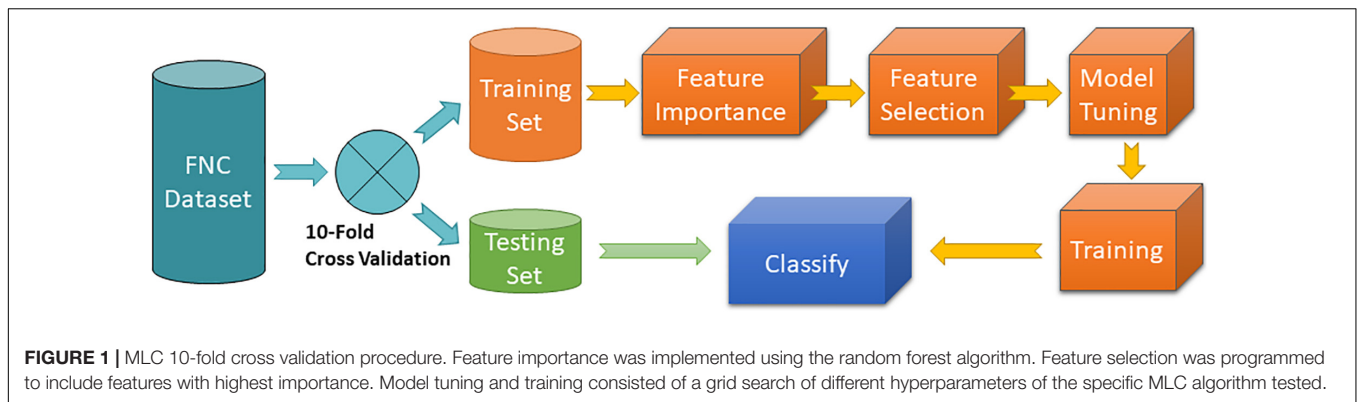 FNC
Dataset
10-Fold
Cross Validation
Training
Set
Testing
Set
Feature
Importance
Feature
Selection
Model
Tuning
Training
Classify
FIGURE 1 | MLC 10-fold cross validation procedure. Feature importance was implemented using the random forest algorithm. Feature selection was programmed
to include features with highest importance. Model tuning and training consisted of a grid search of different hyperparameters of the specific MLC algorithm tested.